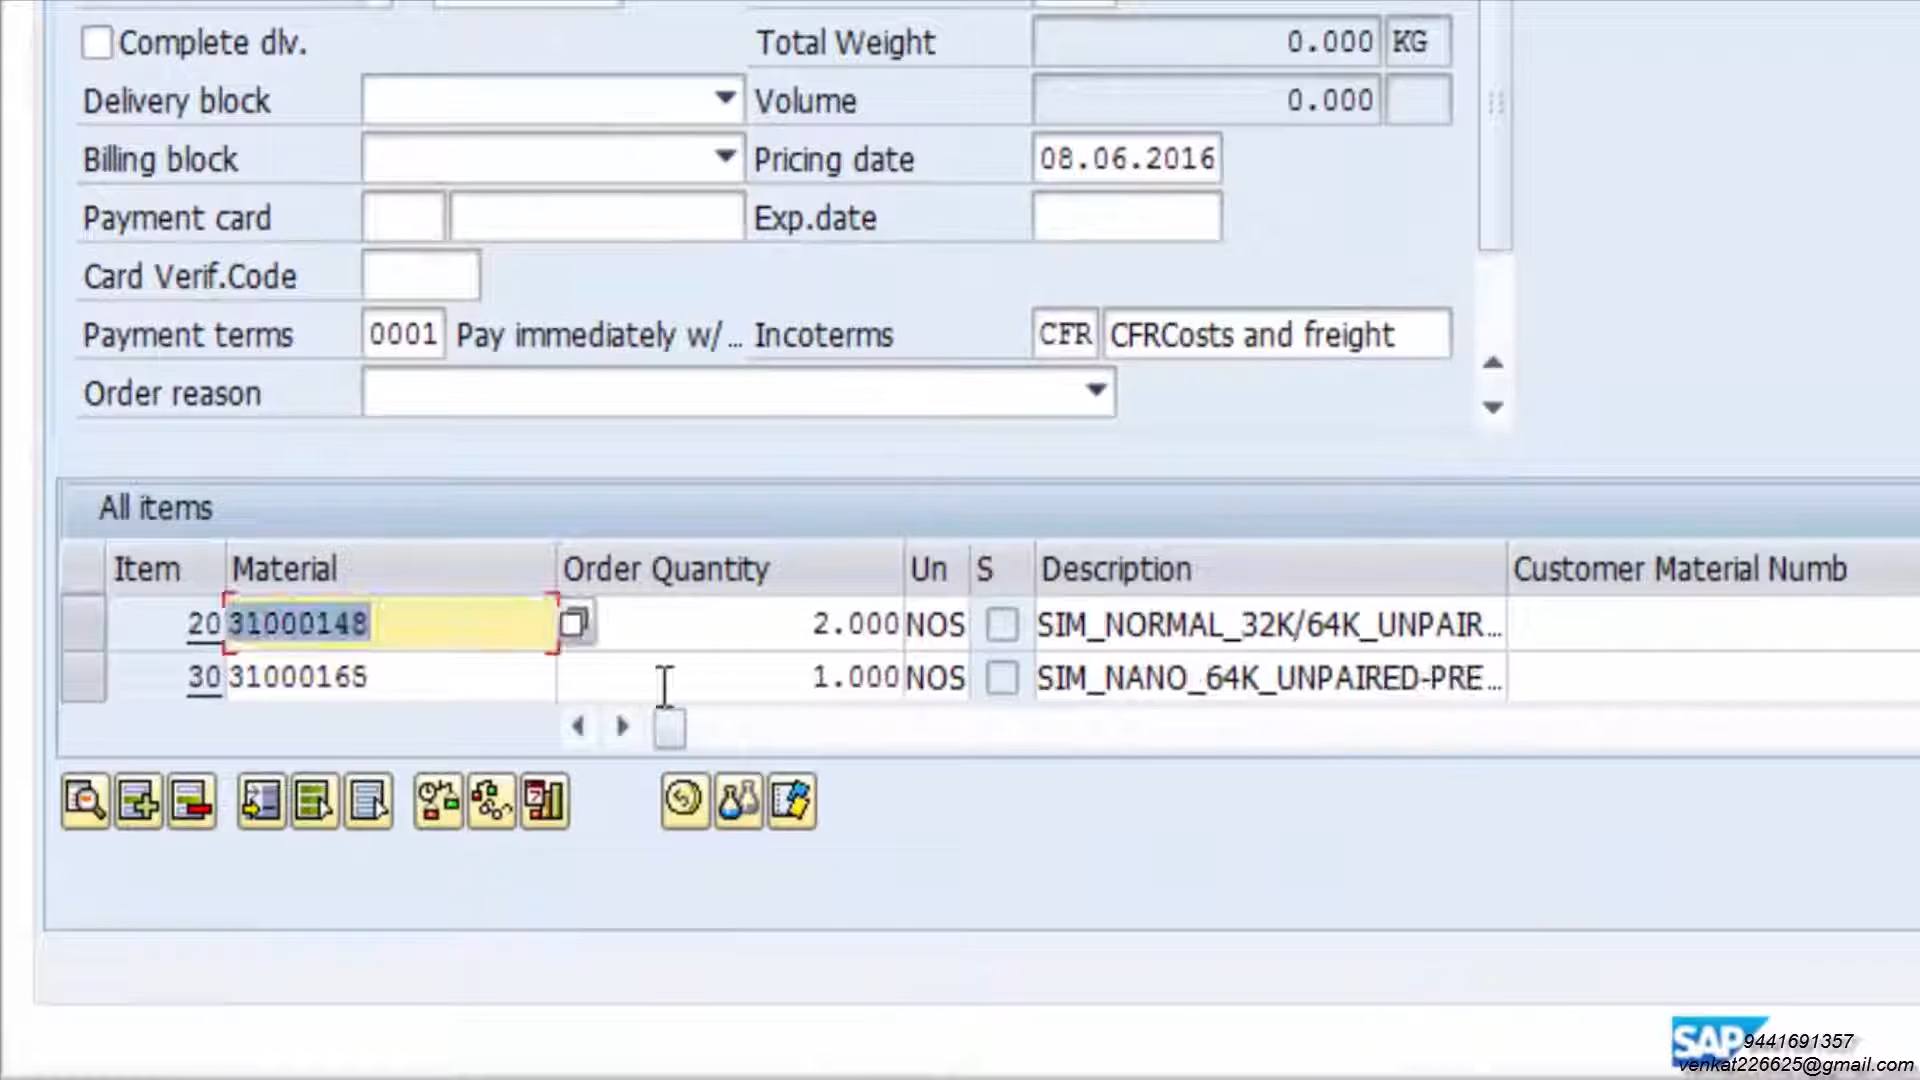 Complete dlv. Total Weight 0.000 KG
Delivery block Volume 0.000
Billing block Pricing date 08.06.2016
Payment card Exp.date
Card Verif.Code
Payment terms 0001 Pay immediately w/ ... Incoterms CFR CFRCosts and freight
Order reason
All items
Item Material Order Quantity Un S Description Customer Material Numb
20 31000148 2.000 NOS SIM_NORMAL_32K/64K_UNPAIR...
30 31000165 1.000 NOS SIM_NANO_64K_UNPAIRED-PRE...
SAP 9441691357
venkat226625@gmail.com